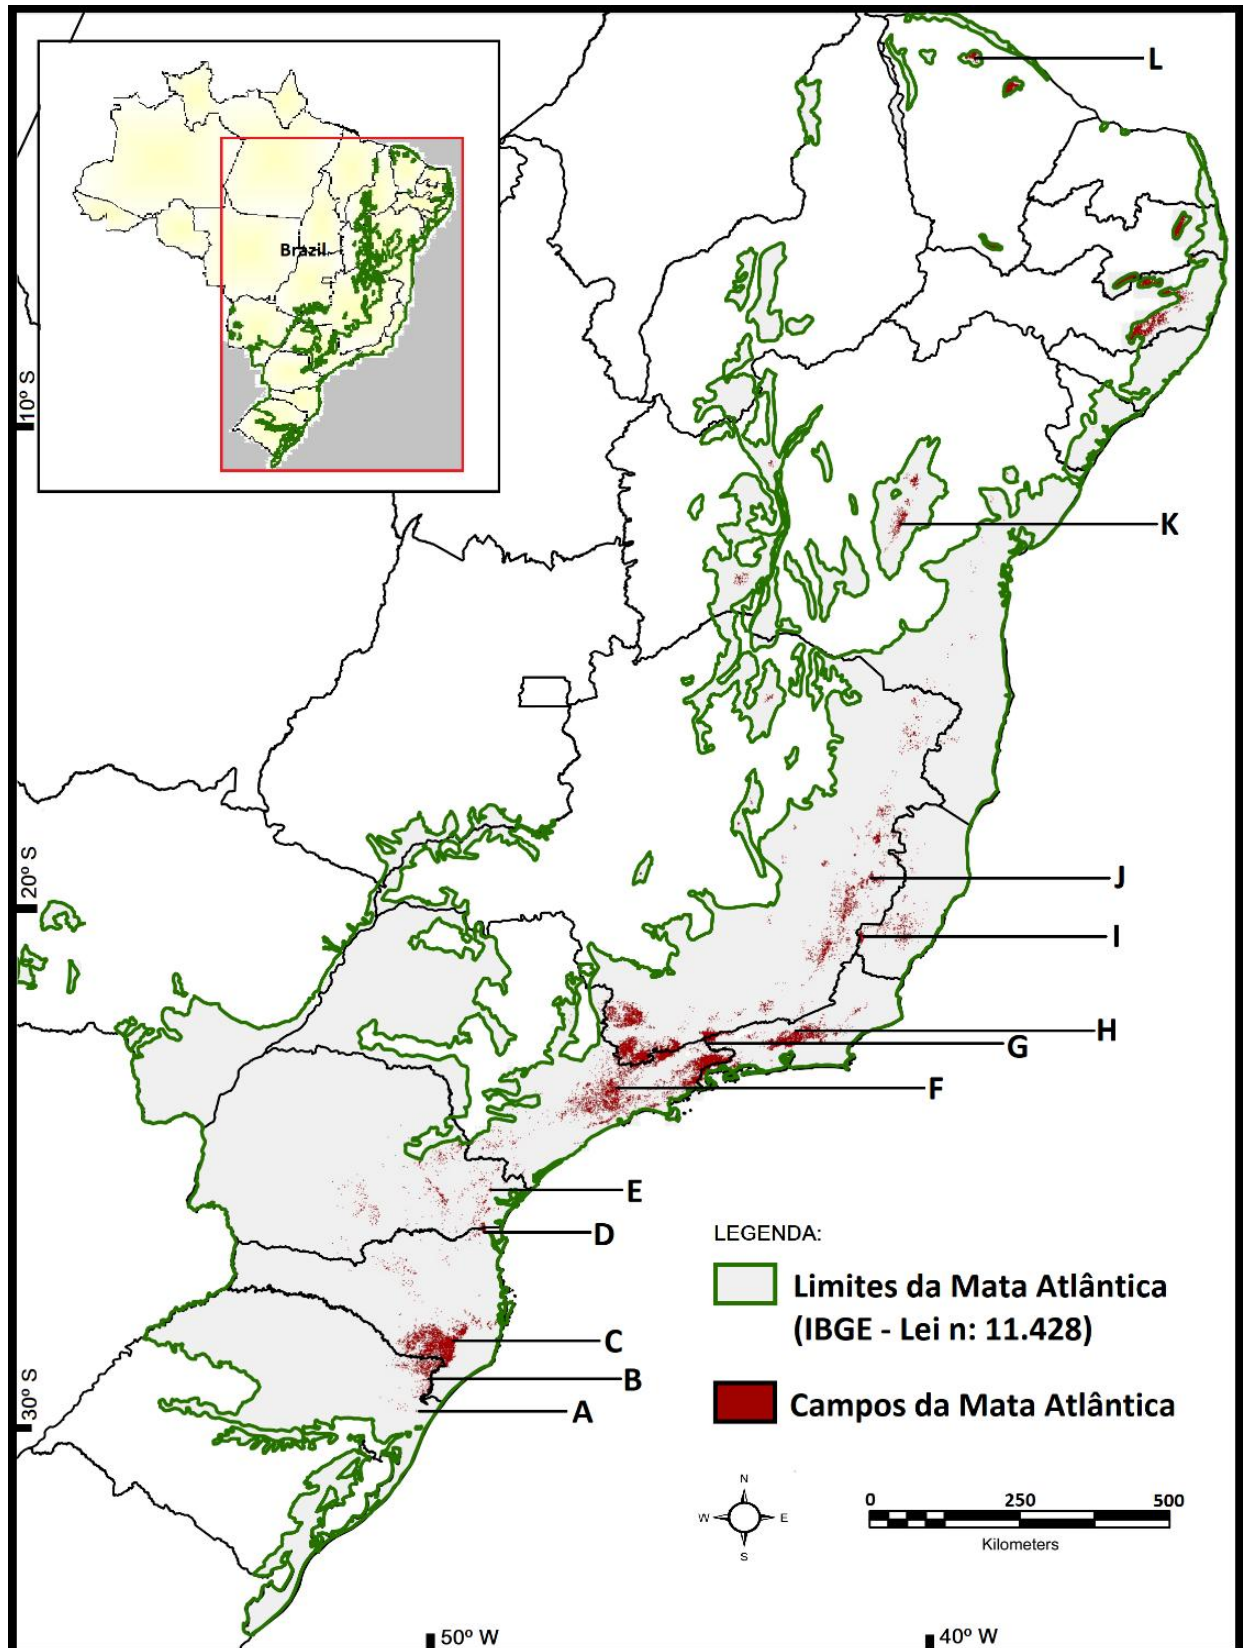 L
Brazil
10º S
K
20º S
J
I
H
G
F
E
D
LEGENDA:
Limites da Mata Atlântica
(IBGE - Lei n: 11.428)
C
B
A
Campos da Mata Atlântica
30º S
N
W
E
S
0 250 500
Kilometers
50º W
40º W